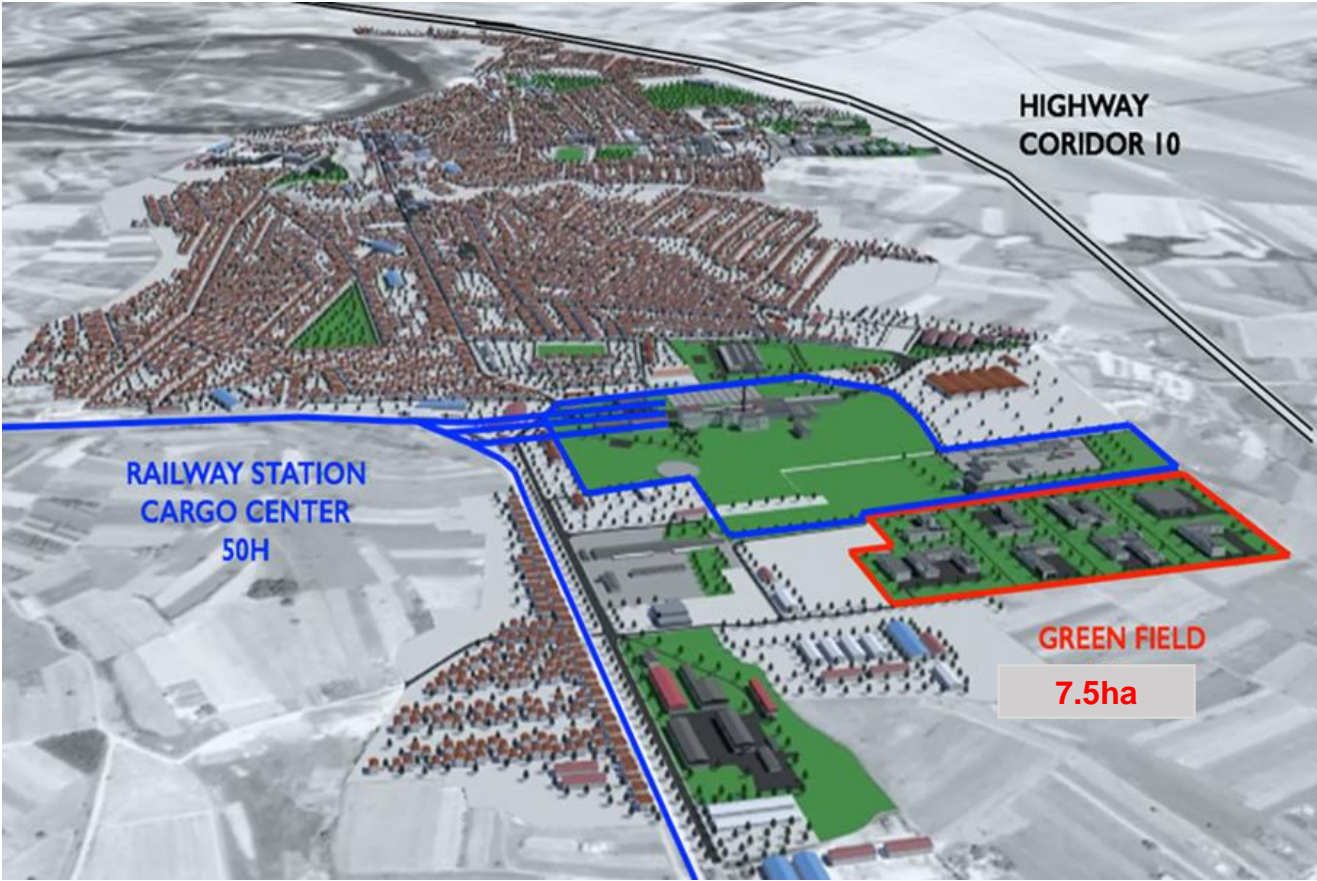 HIGHWAY
CORIDOR 10
RAILWAY STATION
CARGO CENTER
50H
GREEN FIELD
7.5ha